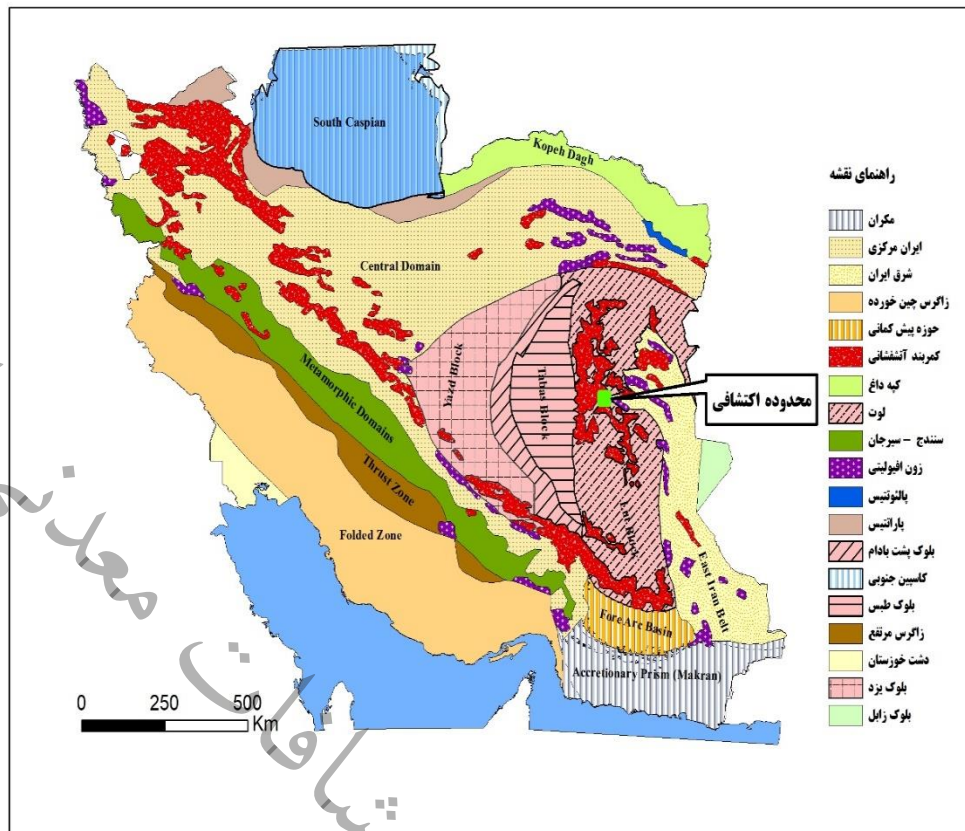 South Caspian
Kopeh Dagh
Central Domain
Yazd Block
Tabas Block
Lut Block
Metamorphic Domains
Thrust Zone
Folded Zone
East Iran Belt
Fore Arc Basin
Accretionary Prism (Makran)
A
محدوده اکتشافی
راهنمای نقشه
مکران
ایران مرکزی
شرق ایران
زاگرس چین خورده
حوزه پیش کمانی
کمربند آتشفشانی
کپه داغ
لوت
سنندج – سیرجان
زون افیولیتی
پالئوتتیس
پاراتتیس
بلوک پشت بادام
کاسپین جنوبی
بلوک طبس
زاگرس مرتفع
دشت خوزستان
بلوک یزد
بلوک زابل
0 250 500
Km